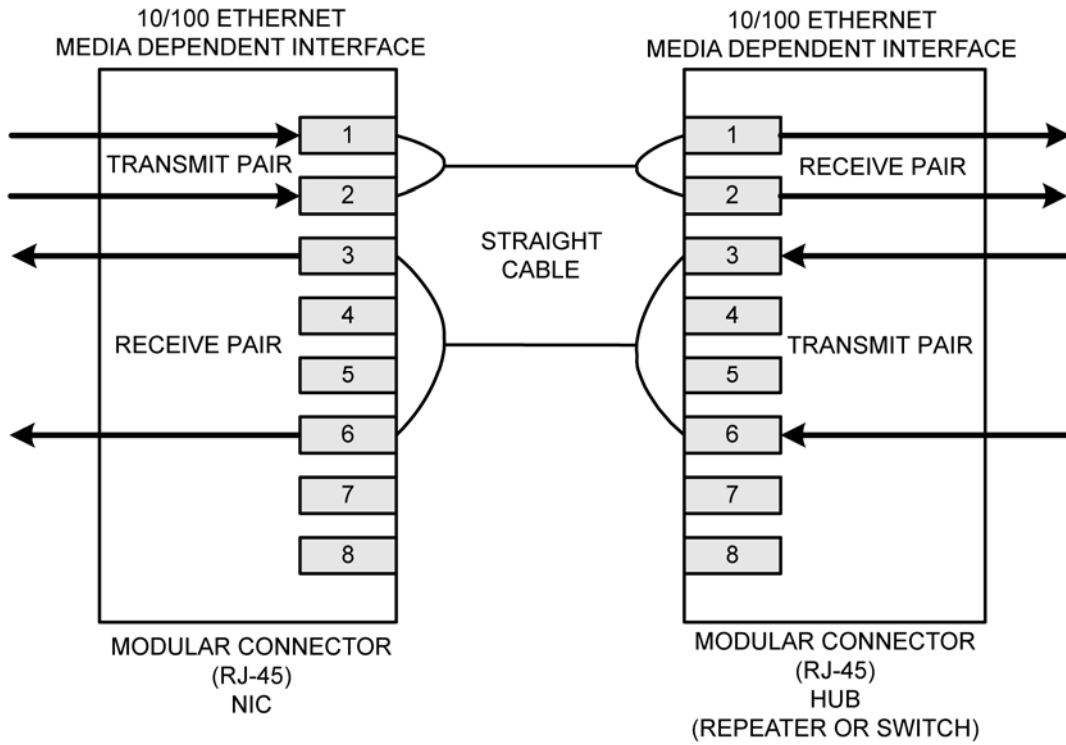 10/100 ETHERNET
MEDIA DEPENDENT INTERFACE
1
TRANSMIT PAIR
2
3
4
RECEIVE PAIR
5
6
7
8
MODULAR CONNECTOR
(RJ-45)
NIC
STRAIGHT
CABLE
10/100 ETHERNET
MEDIA DEPENDENT INTERFACE
1
RECEIVE PAIR
2
3
4
TRANSMIT PAIR
5
6
7
8
MODULAR CONNECTOR
(RJ-45)
HUB
(REPEATER OR SWITCH)